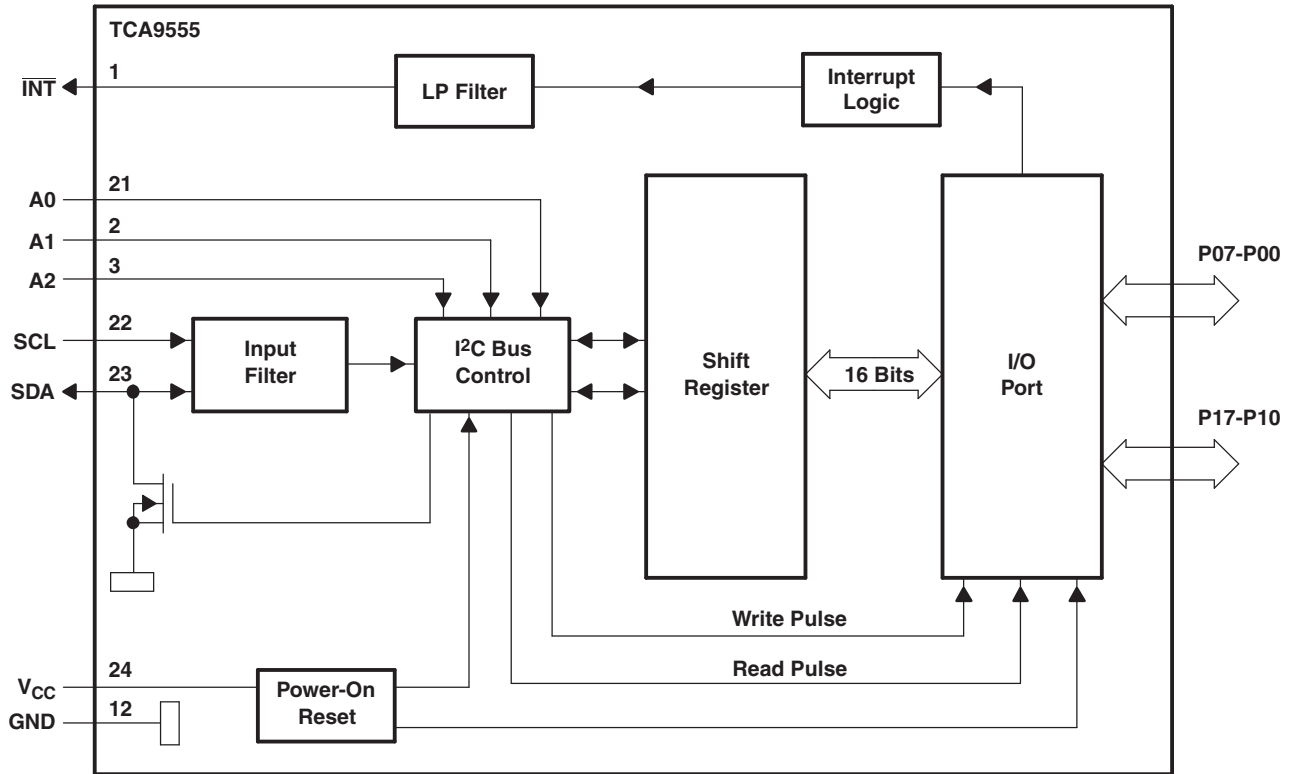 TCA9555
INT
1
LP Filter
Interrupt
Logic
A0
21
A1
2
A2
3
SCL
22
SDA
23
Input
Filter
I²C Bus
Control
Shift
Register
16 Bits
I/O
Port
P07-P00
P17-P10
Write Pulse
Read Pulse
VCC
24
GND
12
Power-On
Reset